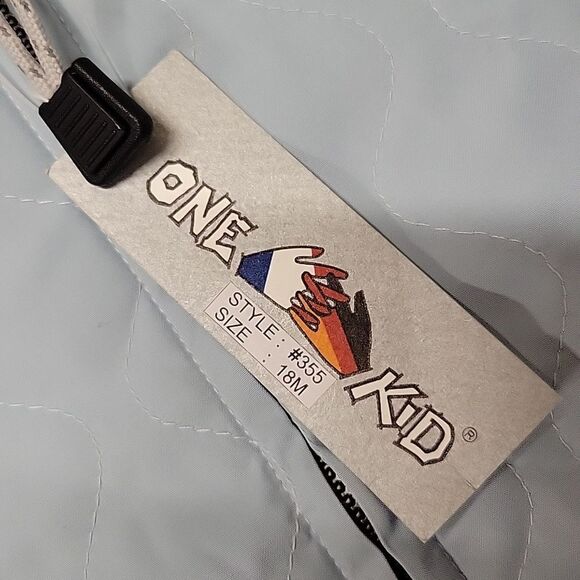 ONE
STYLE : #355
SIZE : 18M
KiD ®